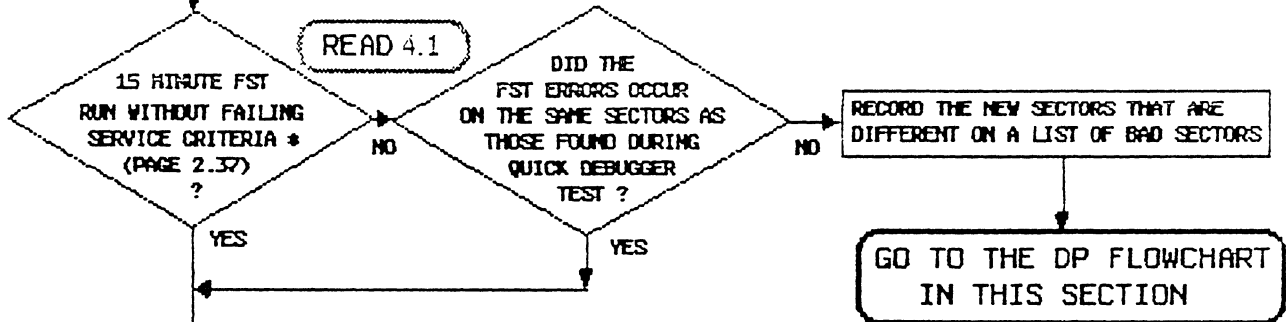 READ 4.1
15 MINUTE FST
RUN WITHOUT FAILING
SERVICE CRITERIA *
(PAGE 2.37)
?
NO
YES
DID THE
FST ERRORS OCCUR
ON THE SAME SECTORS AS
THOSE FOUND DURING
QUICK DEBUGGER
TEST ?
NO
YES
RECORD THE NEW SECTORS THAT ARE
DIFFERENT ON A LIST OF BAD SECTORS
GO TO THE DP FLOWCHART
IN THIS SECTION